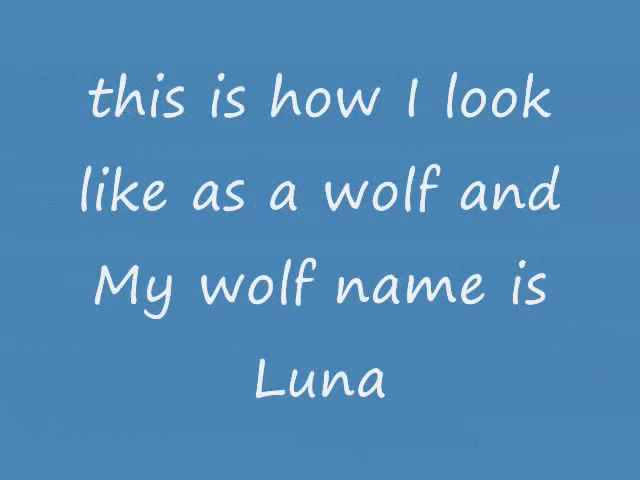 this is how I look
like as a wolf and
My wolf name is
Luna